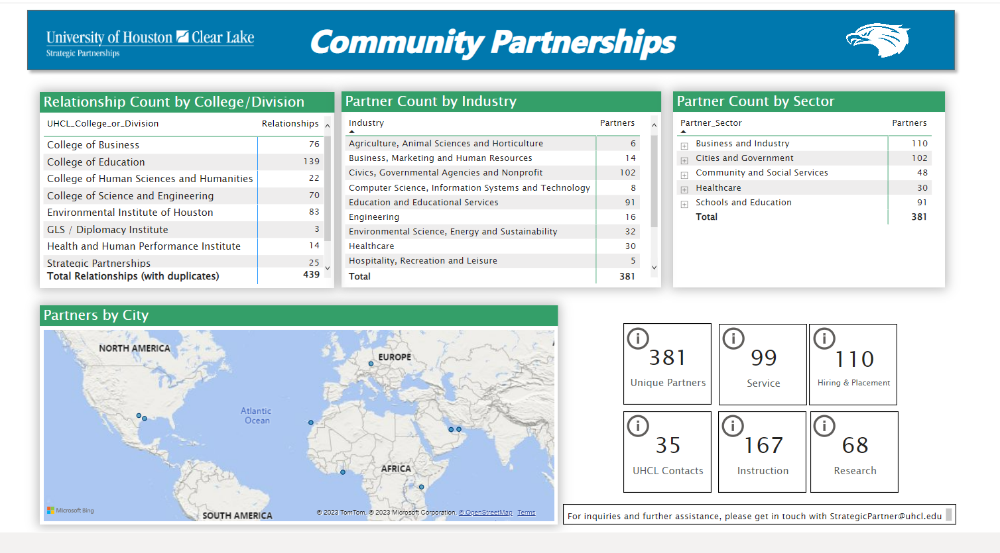 University of Houston Clear Lake
Strategic Partnerships
Community Partnerships
Relationship Count by College/Division
UHCL_College_or_Division Relationships
College of Business 76
College of Education 139
College of Human Sciences and Humanities 22
College of Science and Engineering 70
Environmental Institute of Houston 83
GLS / Diplomacy Institute 3
Health and Human Performance Institute 14
Strategic Partnerships 25
Total Relationships (with duplicates) 439
Partner Count by Industry
Industry Partners
Agriculture, Animal Sciences and Horticulture 6
Business, Marketing and Human Resources 14
Civics, Governmental Agencies and Nonprofit 102
Computer Science, Information Systems and Technology 8
Education and Educational Services 91
Engineering 16
Environmental Science, Energy and Sustainability 32
Healthcare 30
Hospitality, Recreation and Leisure 5
Total 381
Partner Count by Sector
Partner_Sector Partners
Business and Industry 110
Cities and Government 102
Community and Social Services 48
Healthcare 30
Schools and Education 91
Total 381
Partners by City
NORTH AMERICA
EUROPE
Atlantic
Ocean
AFRICA
SOUTH AMERICA
Microsoft Bing
© 2023 TomTom, © 2023 Microsoft Corporation, © OpenStreetMap Terms
381
Unique Partners
99
Service
110
Hiring & Placement
35
UHCL Contacts
167
Instruction
68
Research
For inquiries and further assistance, please get in touch with StrategicPartner@uhcl.edu